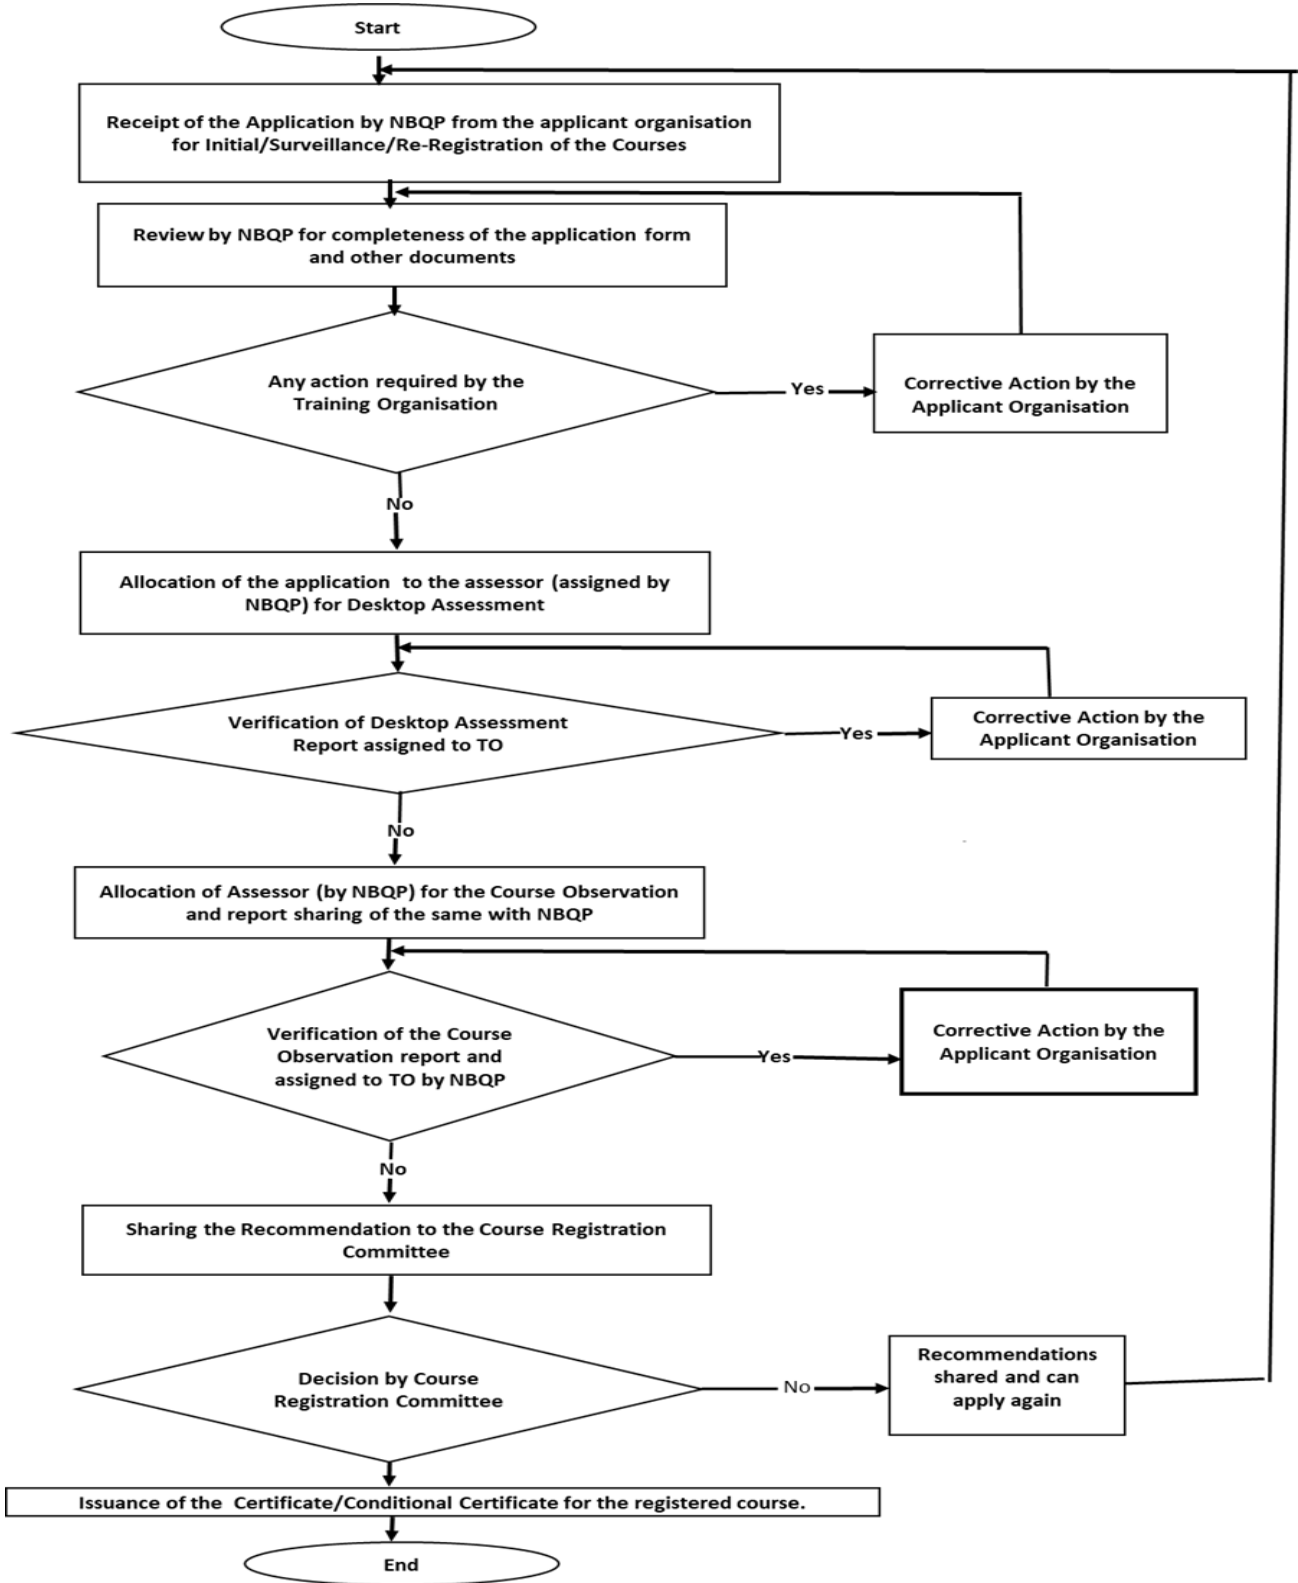 Start
Receipt of the Application by NBQP from the applicant organisation
for Initial/Surveillance/Re-Registration of the Courses
Review by NBQP for completeness of the application form
and other documents
Any action required by the
Training Organisation
Yes
Corrective Action by the
Applicant Organisation
No
Allocation of the application to the assessor (assigned by
NBQP) for Desktop Assessment
Verification of Desktop Assessment
Report assigned to TO
Yes
Corrective Action by the
Applicant Organisation
No
Allocation of Assessor (by NBQP) for the Course Observation
and report sharing of the same with NBQP
Verification of the Course
Observation report and
assigned to TO by NBQP
Yes
Corrective Action by the
Applicant Organisation
No
Sharing the Recommendation to the Course Registration
Committee
Decision by Course
Registration Committee
No
Recommendations
shared and can
apply again
Issuance of the Certificate/Conditional Certificate for the registered course.
End